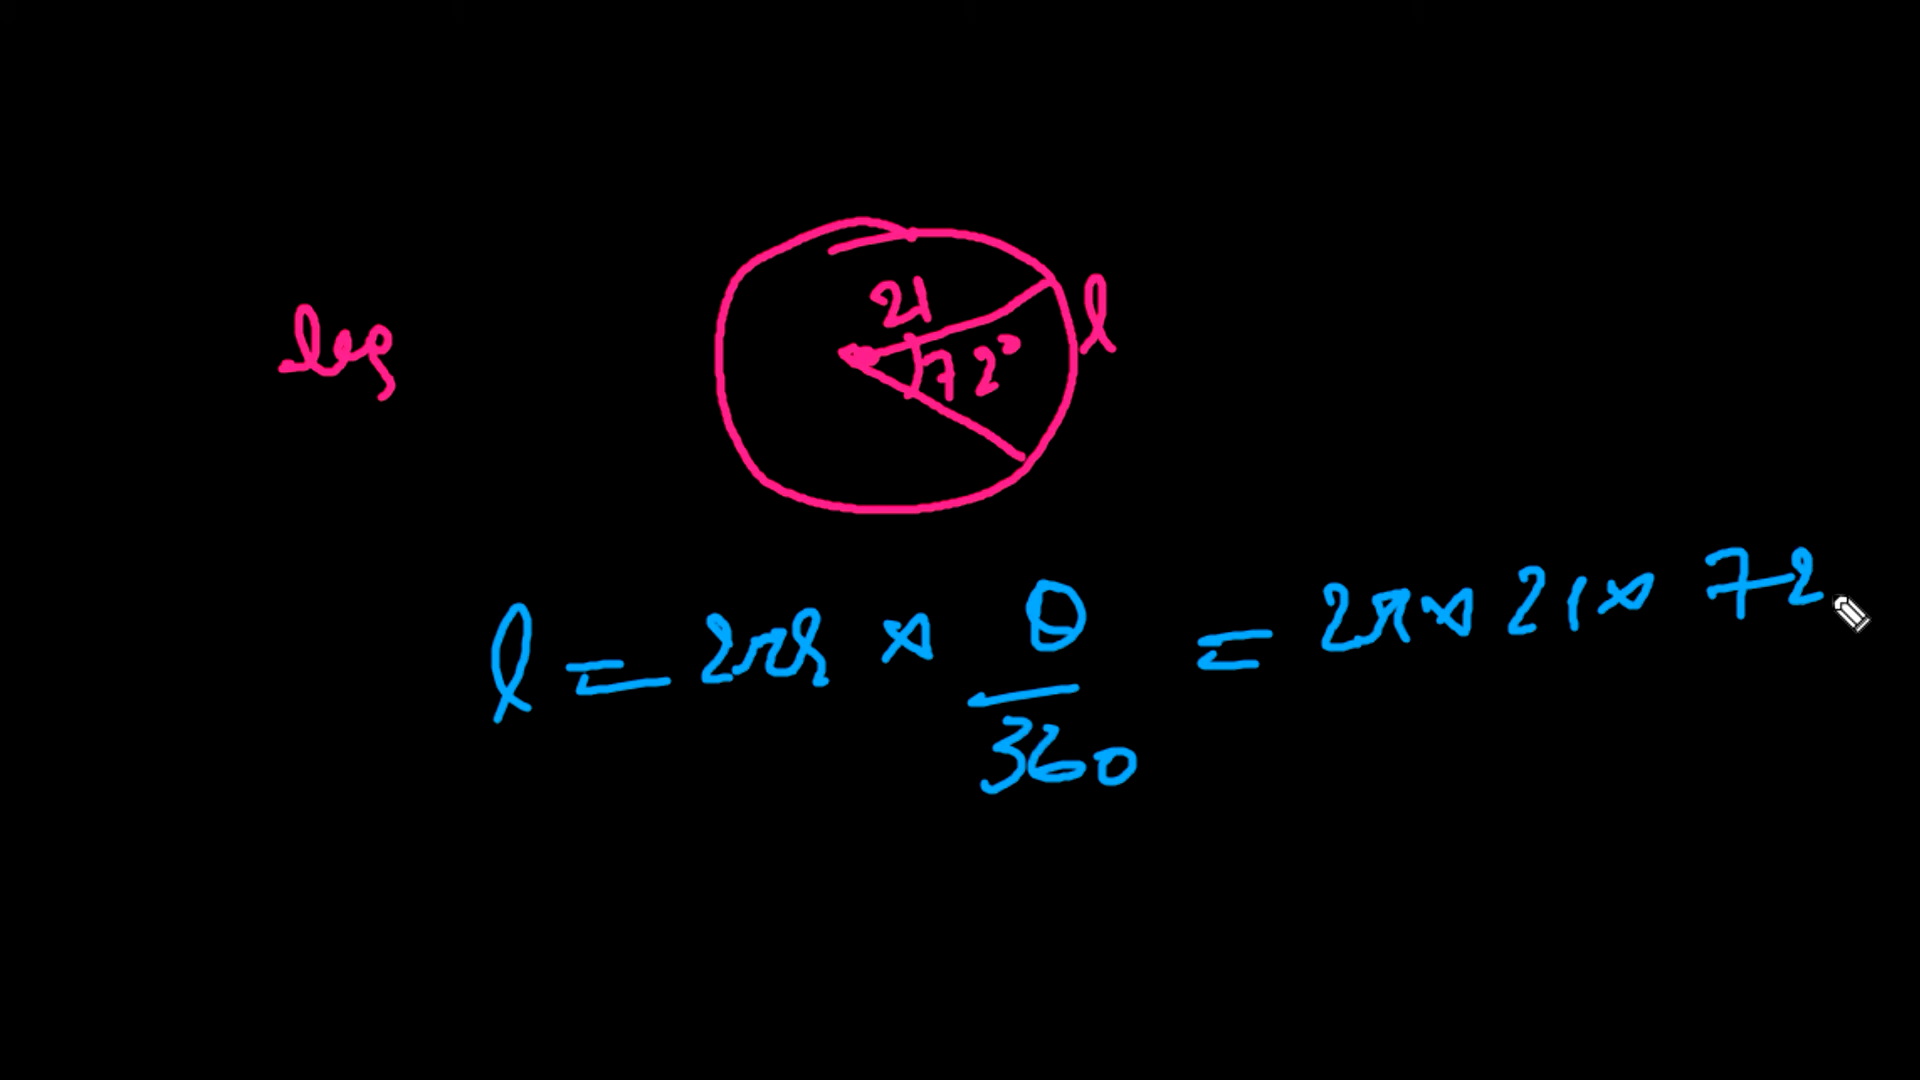 21
l
72°
l = 2πr × θ/360 = 2π × 21 × 72